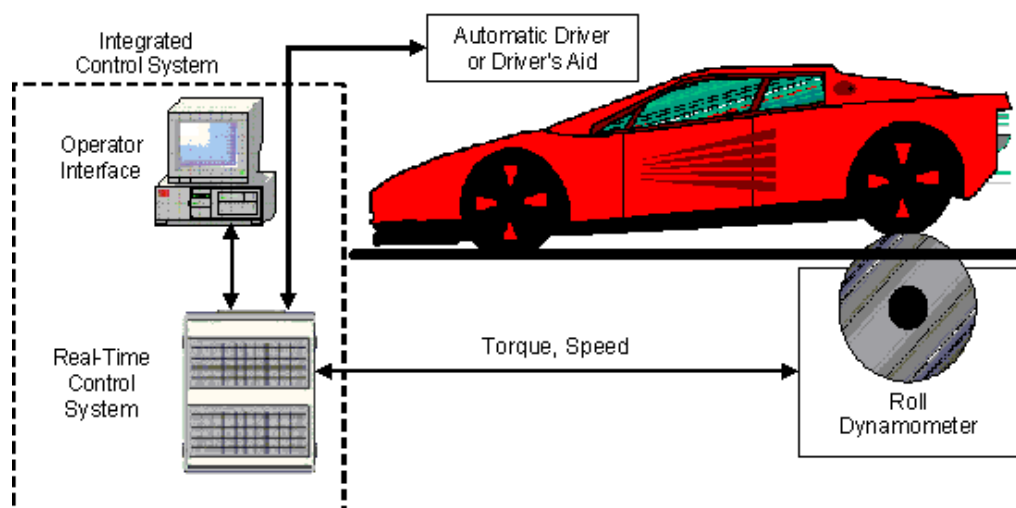 Integrated
Control System
Automatic Driver
or Driver's Aid
Operator
Interface
Real-Time
Control
System
Torque, Speed
Roll
Dynamometer